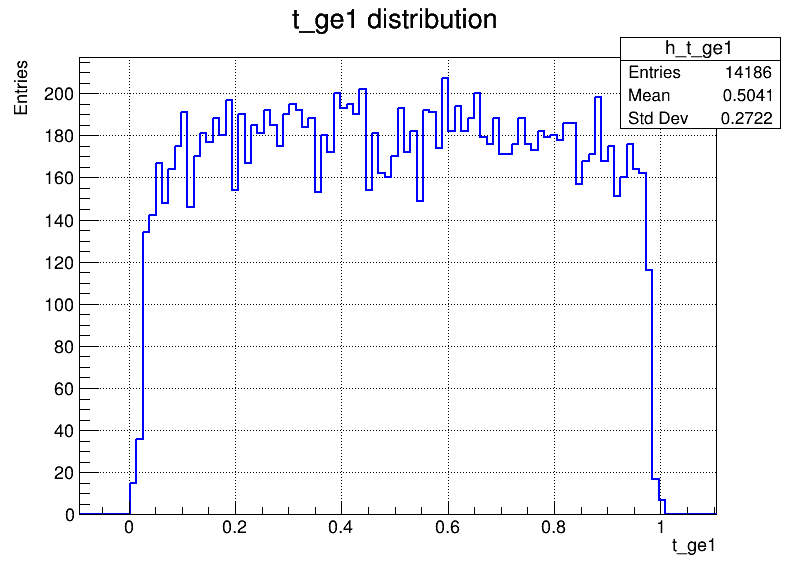 t_ge1 distribution
h_t_ge1
Entries 14186
Mean 0.5041
Std Dev 0.2722
Entries
200
180
160
140
120
100
80
60
40
20
0
0 0.2 0.4 0.6 0.8 1
t_ge1